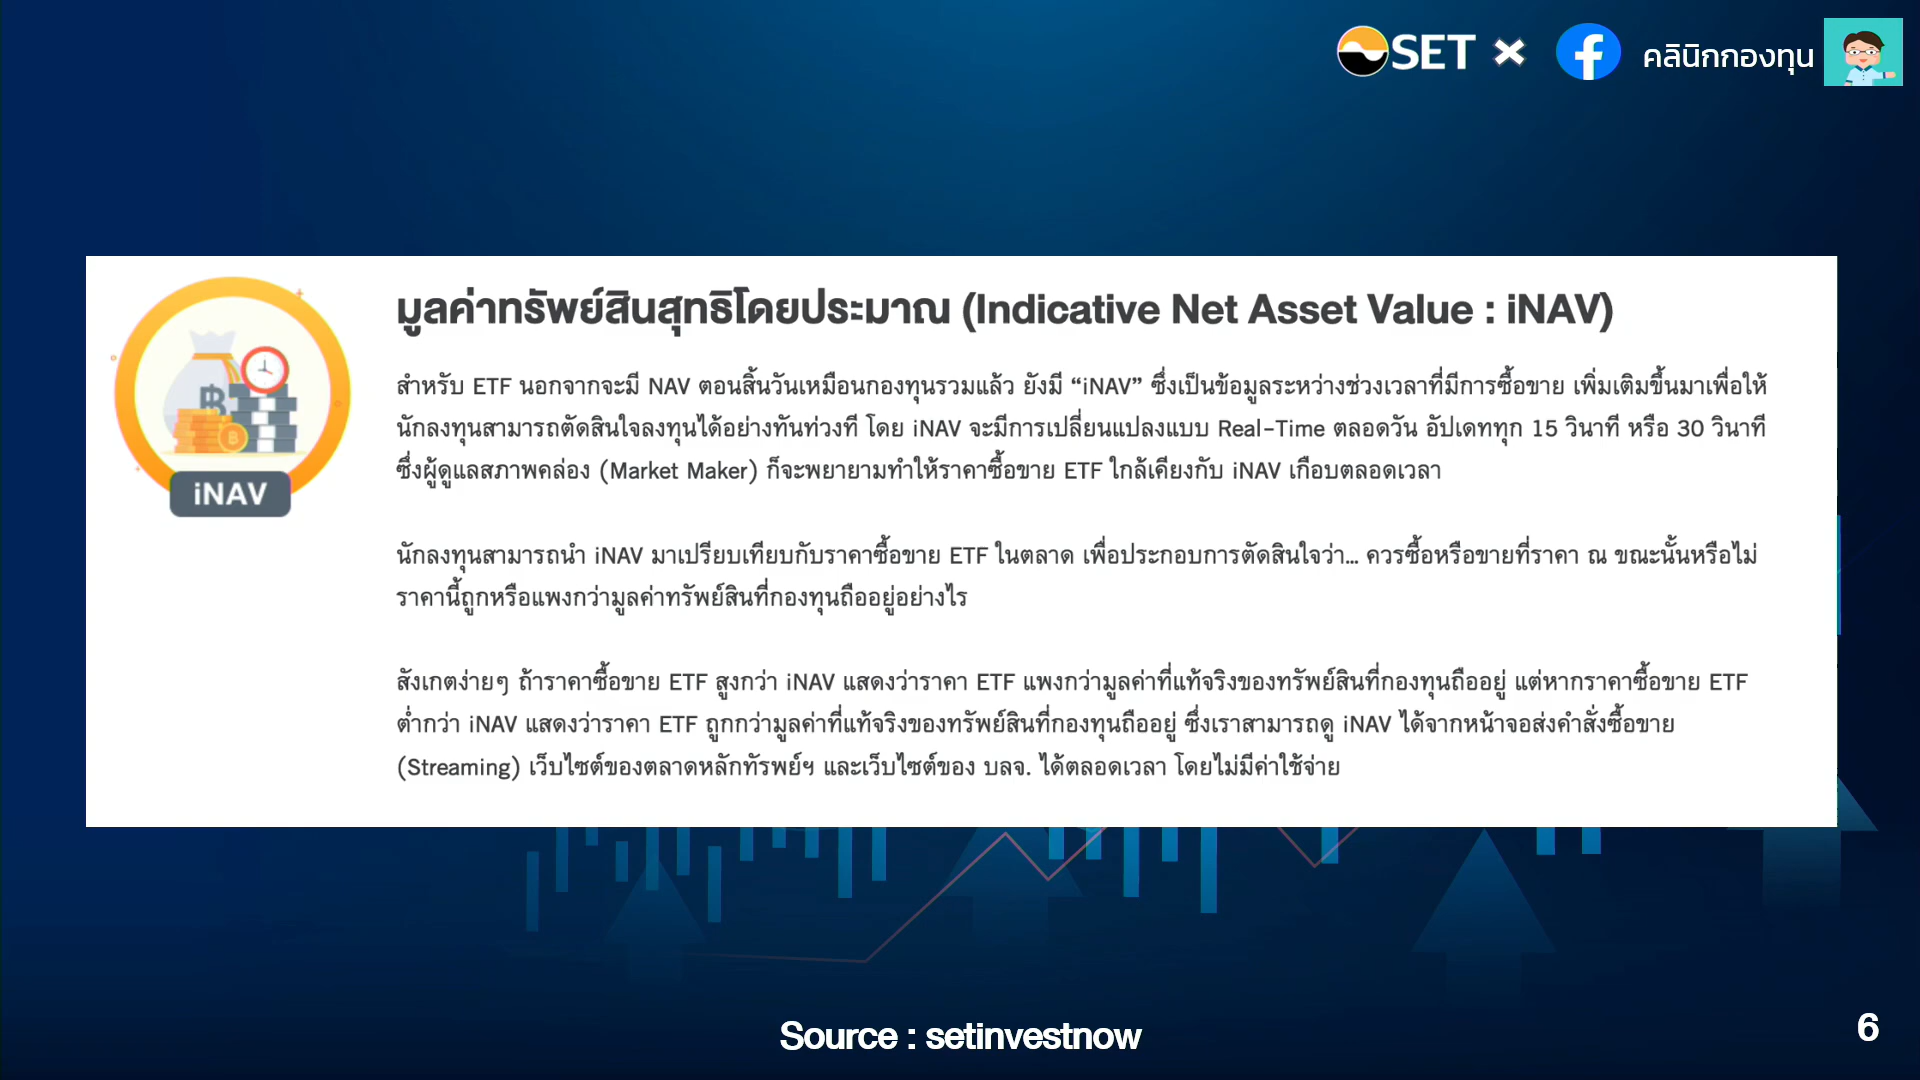 SET × f คลินิกกองทุน
มูลค่าทรัพย์สินสุทธิโดยประมาณ (Indicative Net Asset Value : iNAV)
สำหรับ ETF นอกจากจะมี NAV ตอนสิ้นวันเหมือนกองทุนรวมแล้ว ยังมี “iNAV” ซึ่งเป็นข้อมูลระหว่างช่วงเวลาที่มีการซื้อขาย เพิ่มเติมขึ้นมาเพื่อให้
นักลงทุนสามารถตัดสินใจลงทุนได้อย่างทันท่วงที โดย iNAV จะมีการเปลี่ยนแปลงแบบ Real-Time ตลอดวัน อัปเดททุก 15 วินาที หรือ 30 วินาที
ซึ่งผู้ดูแลสภาพคล่อง (Market Maker) ก็จะพยายามทำให้ราคาซื้อขาย ETF ใกล้เคียงกับ iNAV เกือบตลอดเวลา
฿
iNAV
นักลงทุนสามารถนำ iNAV มาเปรียบเทียบกับราคาซื้อขาย ETF ในตลาด เพื่อประกอบการตัดสินใจว่า... ควรซื้อหรือขายที่ราคา ณ ขณะนั้นหรือไม่
ราคานี้ถูกหรือแพงกว่ามูลค่าทรัพย์สินที่กองทุนถืออยู่อย่างไร
สังเกตง่ายๆ ถ้าราคาซื้อขาย ETF สูงกว่า iNAV แสดงว่าราคา ETF แพงกว่ามูลค่าที่แท้จริงของทรัพย์สินที่กองทุนถืออยู่ แต่หากราคาซื้อขาย ETF
ต่ำกว่า iNAV แสดงว่าราคา ETF ถูกกว่ามูลค่าที่แท้จริงของทรัพย์สินที่กองทุนถืออยู่ ซึ่งเราสามารถดู iNAV ได้จากหน้าจอส่งคำสั่งซื้อขาย
(Streaming) เว็บไซต์ของตลาดหลักทัรพย์ฯ และเว็บไซต์ของ บลจ. ได้ตลอดเวลา โดยไม่มีค่าใช้จ่าย
Source : setinvestnow
6